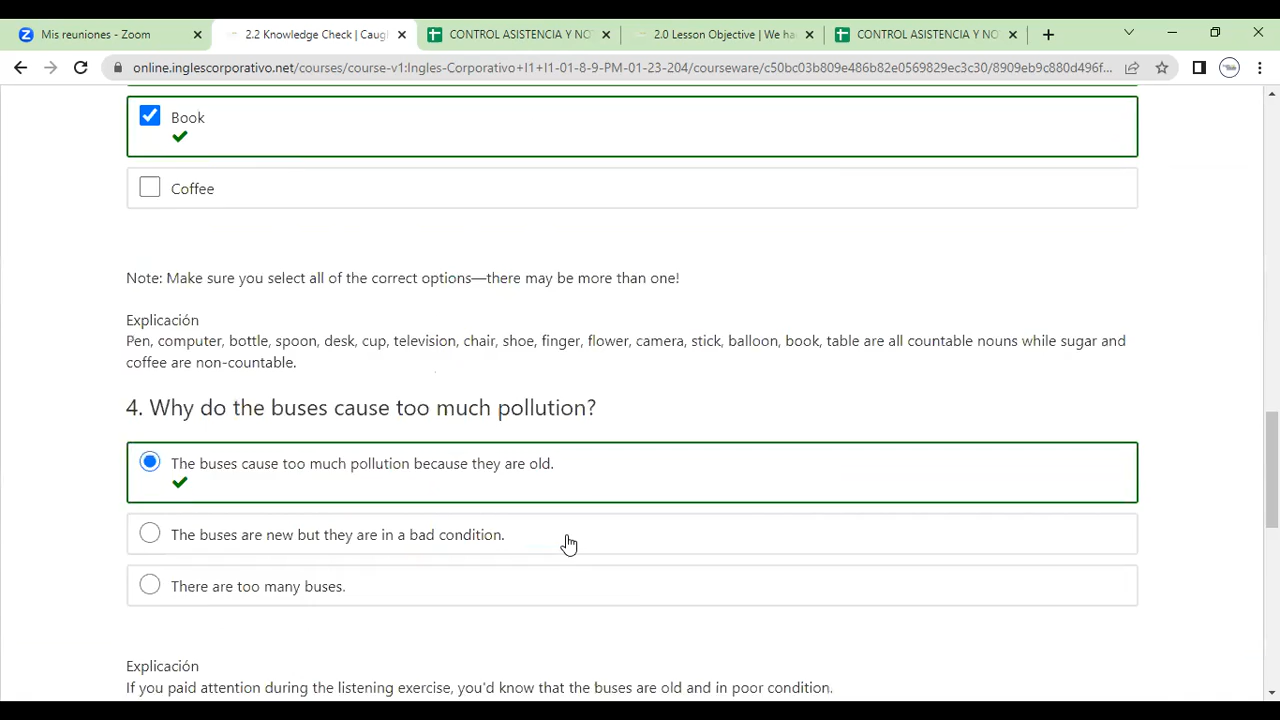 Mis reuniones - Zoom
2.2 Knowledge Check | Caug
CONTROL ASISTENCIA Y NO
2.0 Lesson Objective | We ha
CONTROL ASISTENCIA Y NO
online.inglescorporativo.net/courses/course-v1:Ingles-Corporativo+I1+I1-01-8-9-PM-01-23-204/courseware/c50bc03b809e486b82e0569829ec3c30/8909eb9c880d496f...
Book
Coffee
Note: Make sure you select all of the correct options—there may be more than one!
Explicación
Pen, computer, bottle, spoon, desk, cup, television, chair, shoe, finger, flower, camera, stick, balloon, book, table are all countable nouns while sugar and
coffee are non-countable.
4. Why do the buses cause too much pollution?
The buses cause too much pollution because they are old.
The buses are new but they are in a bad condition.
There are too many buses.
Explicación
If you paid attention during the listening exercise, you'd know that the buses are old and in poor condition.